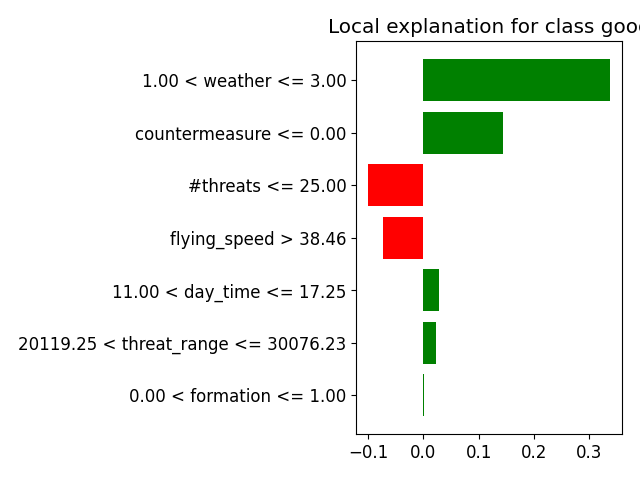 Local explanation for class goo
1.00 < weather <= 3.00
countermeasure <= 0.00
#threats <= 25.00
flying_speed > 38.46
11.00 < day_time <= 17.25
20119.25 < threat_range <= 30076.23
0.00 < formation <= 1.00
−0.1 0.0 0.1 0.2 0.3